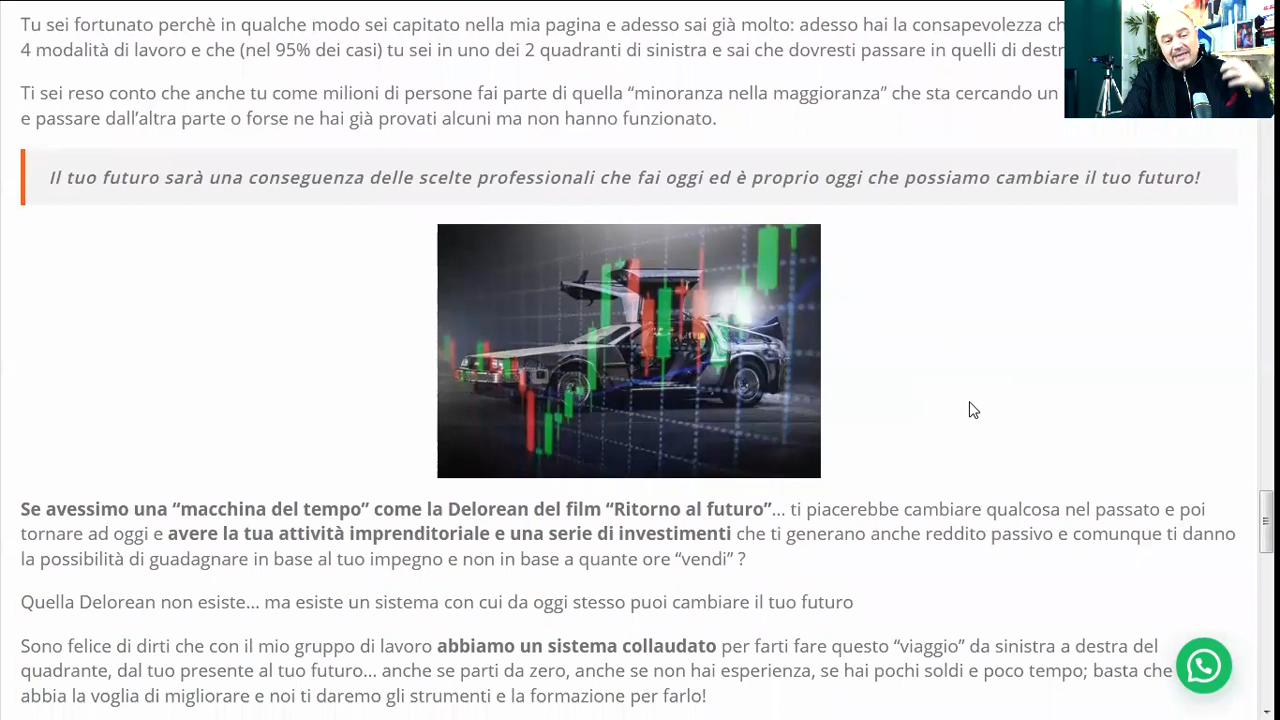 Tu sei fortunato perchè in qualche modo sei capitato nella mia pagina e adesso sai già molto: adesso hai la consapevolezza
4 modalità di lavoro e che (nel 95% dei casi) tu sei in uno dei 2 quadranti di sinistra e sai che dovresti passare in quelli di
Ti sei reso conto che anche tu come milioni di persone fai parte di quella “minoranza nella maggioranza” che sta cercando un
e passare dall’altra parte o forse ne hai già provati alcuni ma non hanno funzionato.
Il tuo futuro sarà una conseguenza delle scelte professionali che fai oggi ed è proprio oggi che possiamo cambiare il tuo futuro!
Se avessimo una “macchina del tempo” come la Delorean del film “Ritorno al futuro”... ti piacerebbe cambiare qualcosa nel passato e poi
tornare ad oggi e avere la tua attività imprenditoriale e una serie di investimenti che ti generano anche reddito passivo e comunque ti danno
la possibilità di guadagnare in base al tuo impegno e non in base a quante ore “vendi” ?
Quella Delorean non esiste... ma esiste un sistema con cui da oggi stesso puoi cambiare il tuo futuro
Sono felice di dirti che con il mio gruppo di lavoro abbiamo un sistema collaudato per farti fare questo “viaggio” da sinistra a destra del
quadrante, dal tuo presente al tuo futuro... anche se parti da zero, anche se non hai esperienza, se hai pochi soldi e poco tempo; basta che
abbia la voglia di migliorare e noi ti daremo gli strumenti e la formazione per farlo!